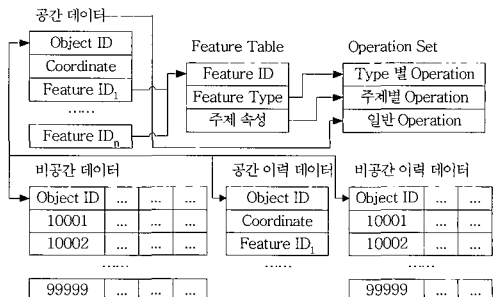 공간 데이터
Object ID
Coordinate
Feature ID1
......
Feature IDn
Feature Table
Feature ID
Feature Type
주제 속성
Operation Set
Type 별 Operation
주제별 Operation
일반 Operation
비공간 데이터
Object ID ... ... ...
10001 ... ... ...
10002 ... ... ...
......
99999 ... ... ...
공간 이력 데이터
Object ID
Coordinate
Feature ID1
......
비공간 이력 데이터
Object ID ... ...
10001 ... ...
10002 ... ...
......
99999 ... ...